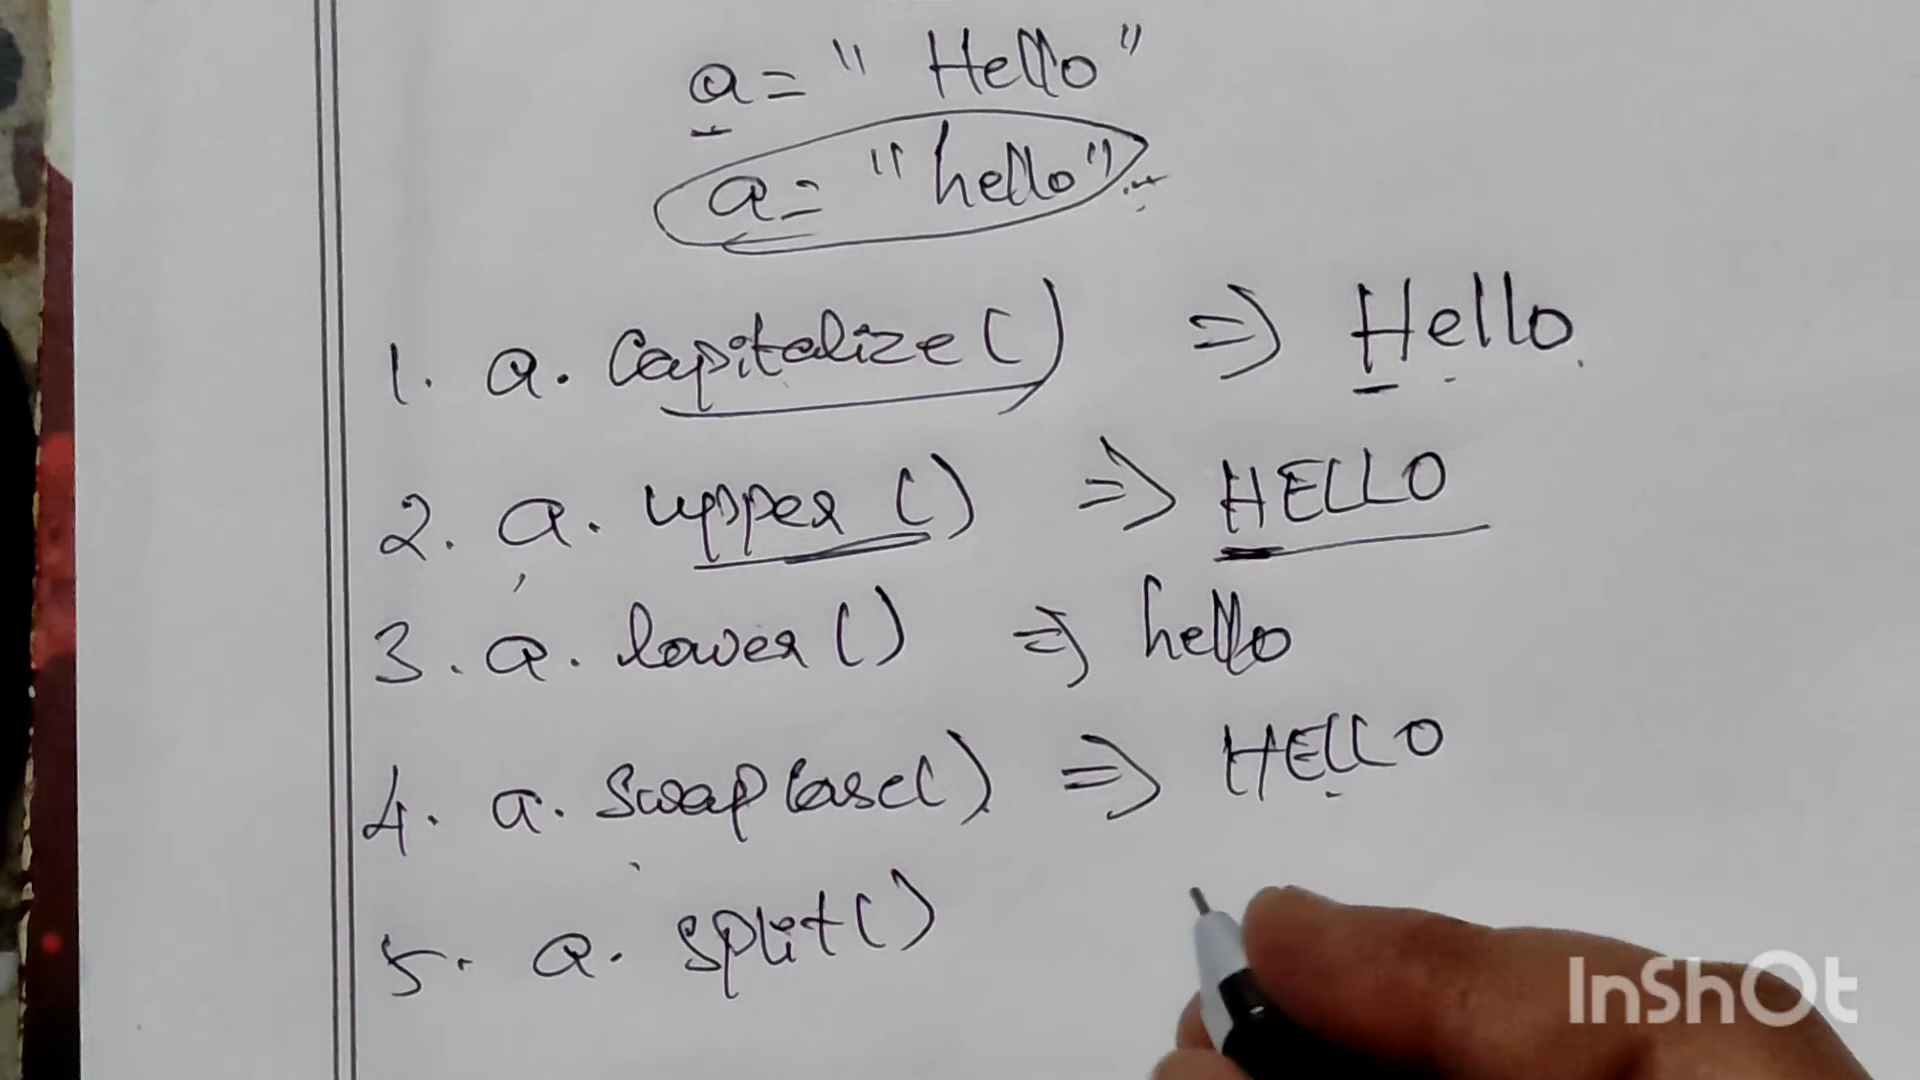 a = " Hello"
a = "hello"
1. a. Capitalize() => Hello.
2. a. upper() => HELLO
3. a. lower() => hello
4. a. Swapcase() => HELLO
5. a. split()
InShOt